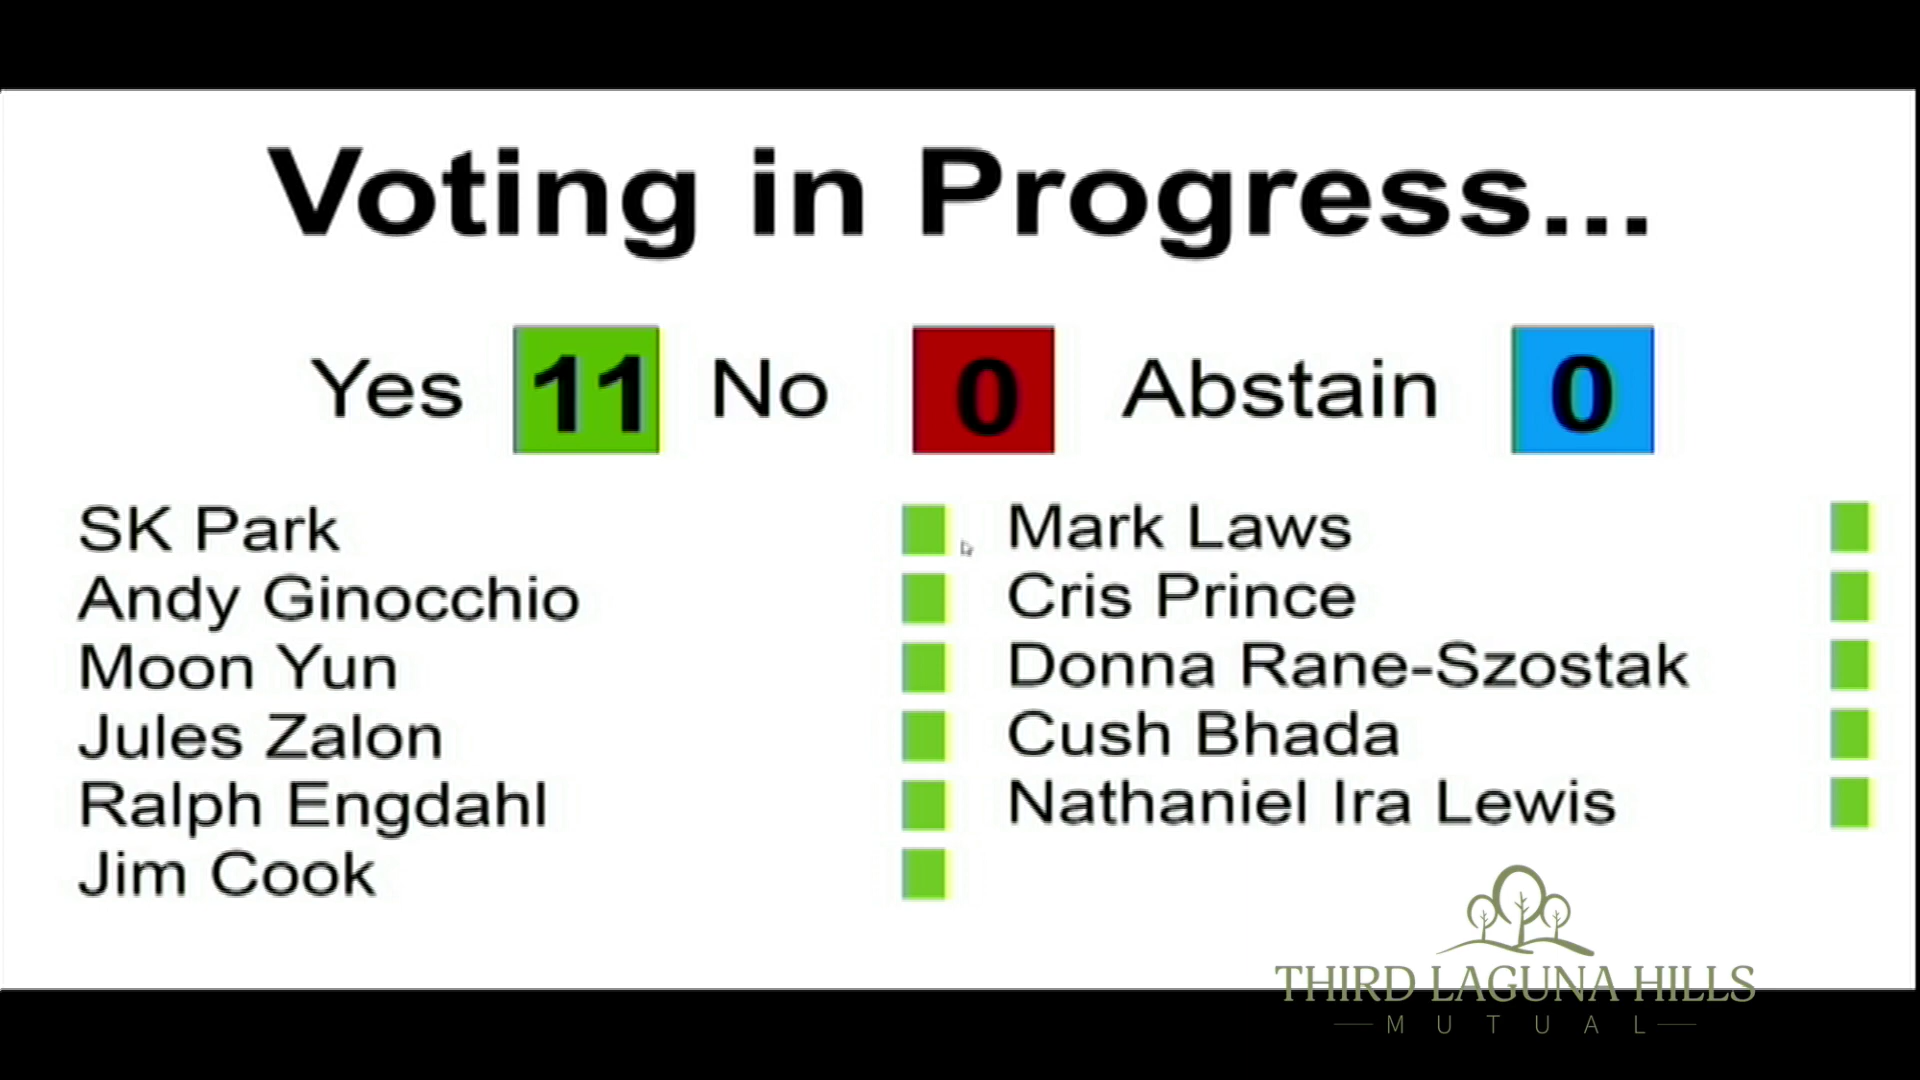 Voting in Progress...
Yes 11 No 0 Abstain 0
SK Park
Andy Ginocchio
Moon Yun
Jules Zalon
Ralph Engdahl
Jim Cook
Mark Laws
Cris Prince
Donna Rane-Szostak
Cush Bhada
Nathaniel Ira Lewis
THIRD LAGUNA HILLS
MUTUAL